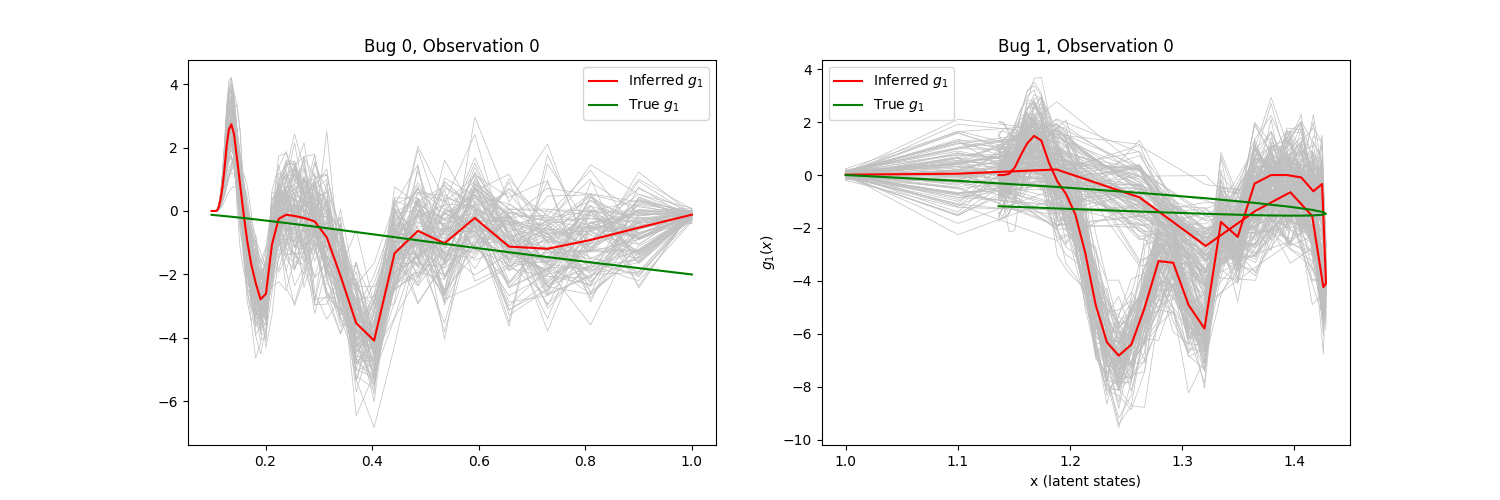 Bug 0, Observation 0
Inferred g₁
True g₁
4
2
0
−2
−4
−6
0.2 0.4 0.6 0.8 1.0
Bug 1, Observation 0
Inferred g₁
True g₁
4
2
0
−2
−4
−6
−8
−10
g₁(x)
1.0 1.1 1.2 1.3 1.4
x (latent states)